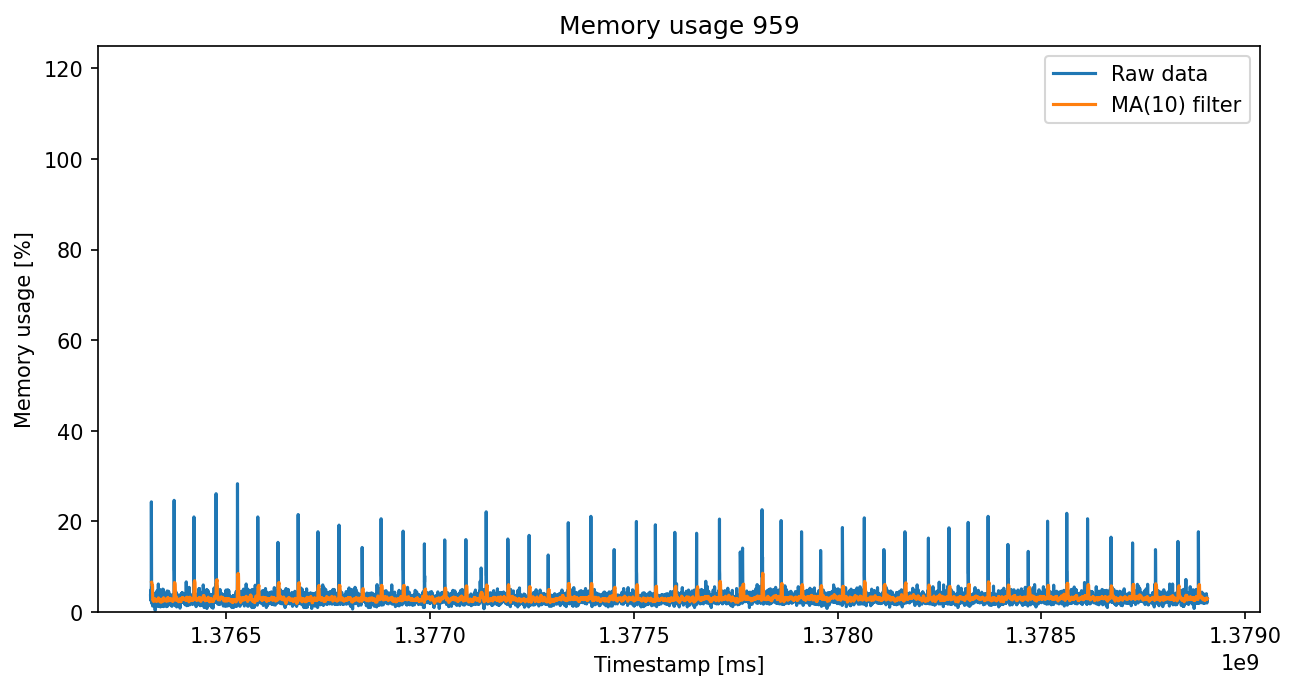 Memory usage 959
Raw data
MA(10) filter
Memory usage [%]
120
100
80
60
40
20
0
1.3765 1.3770 1.3775 1.3780 1.3785 1.3790
1e9
Timestamp [ms]